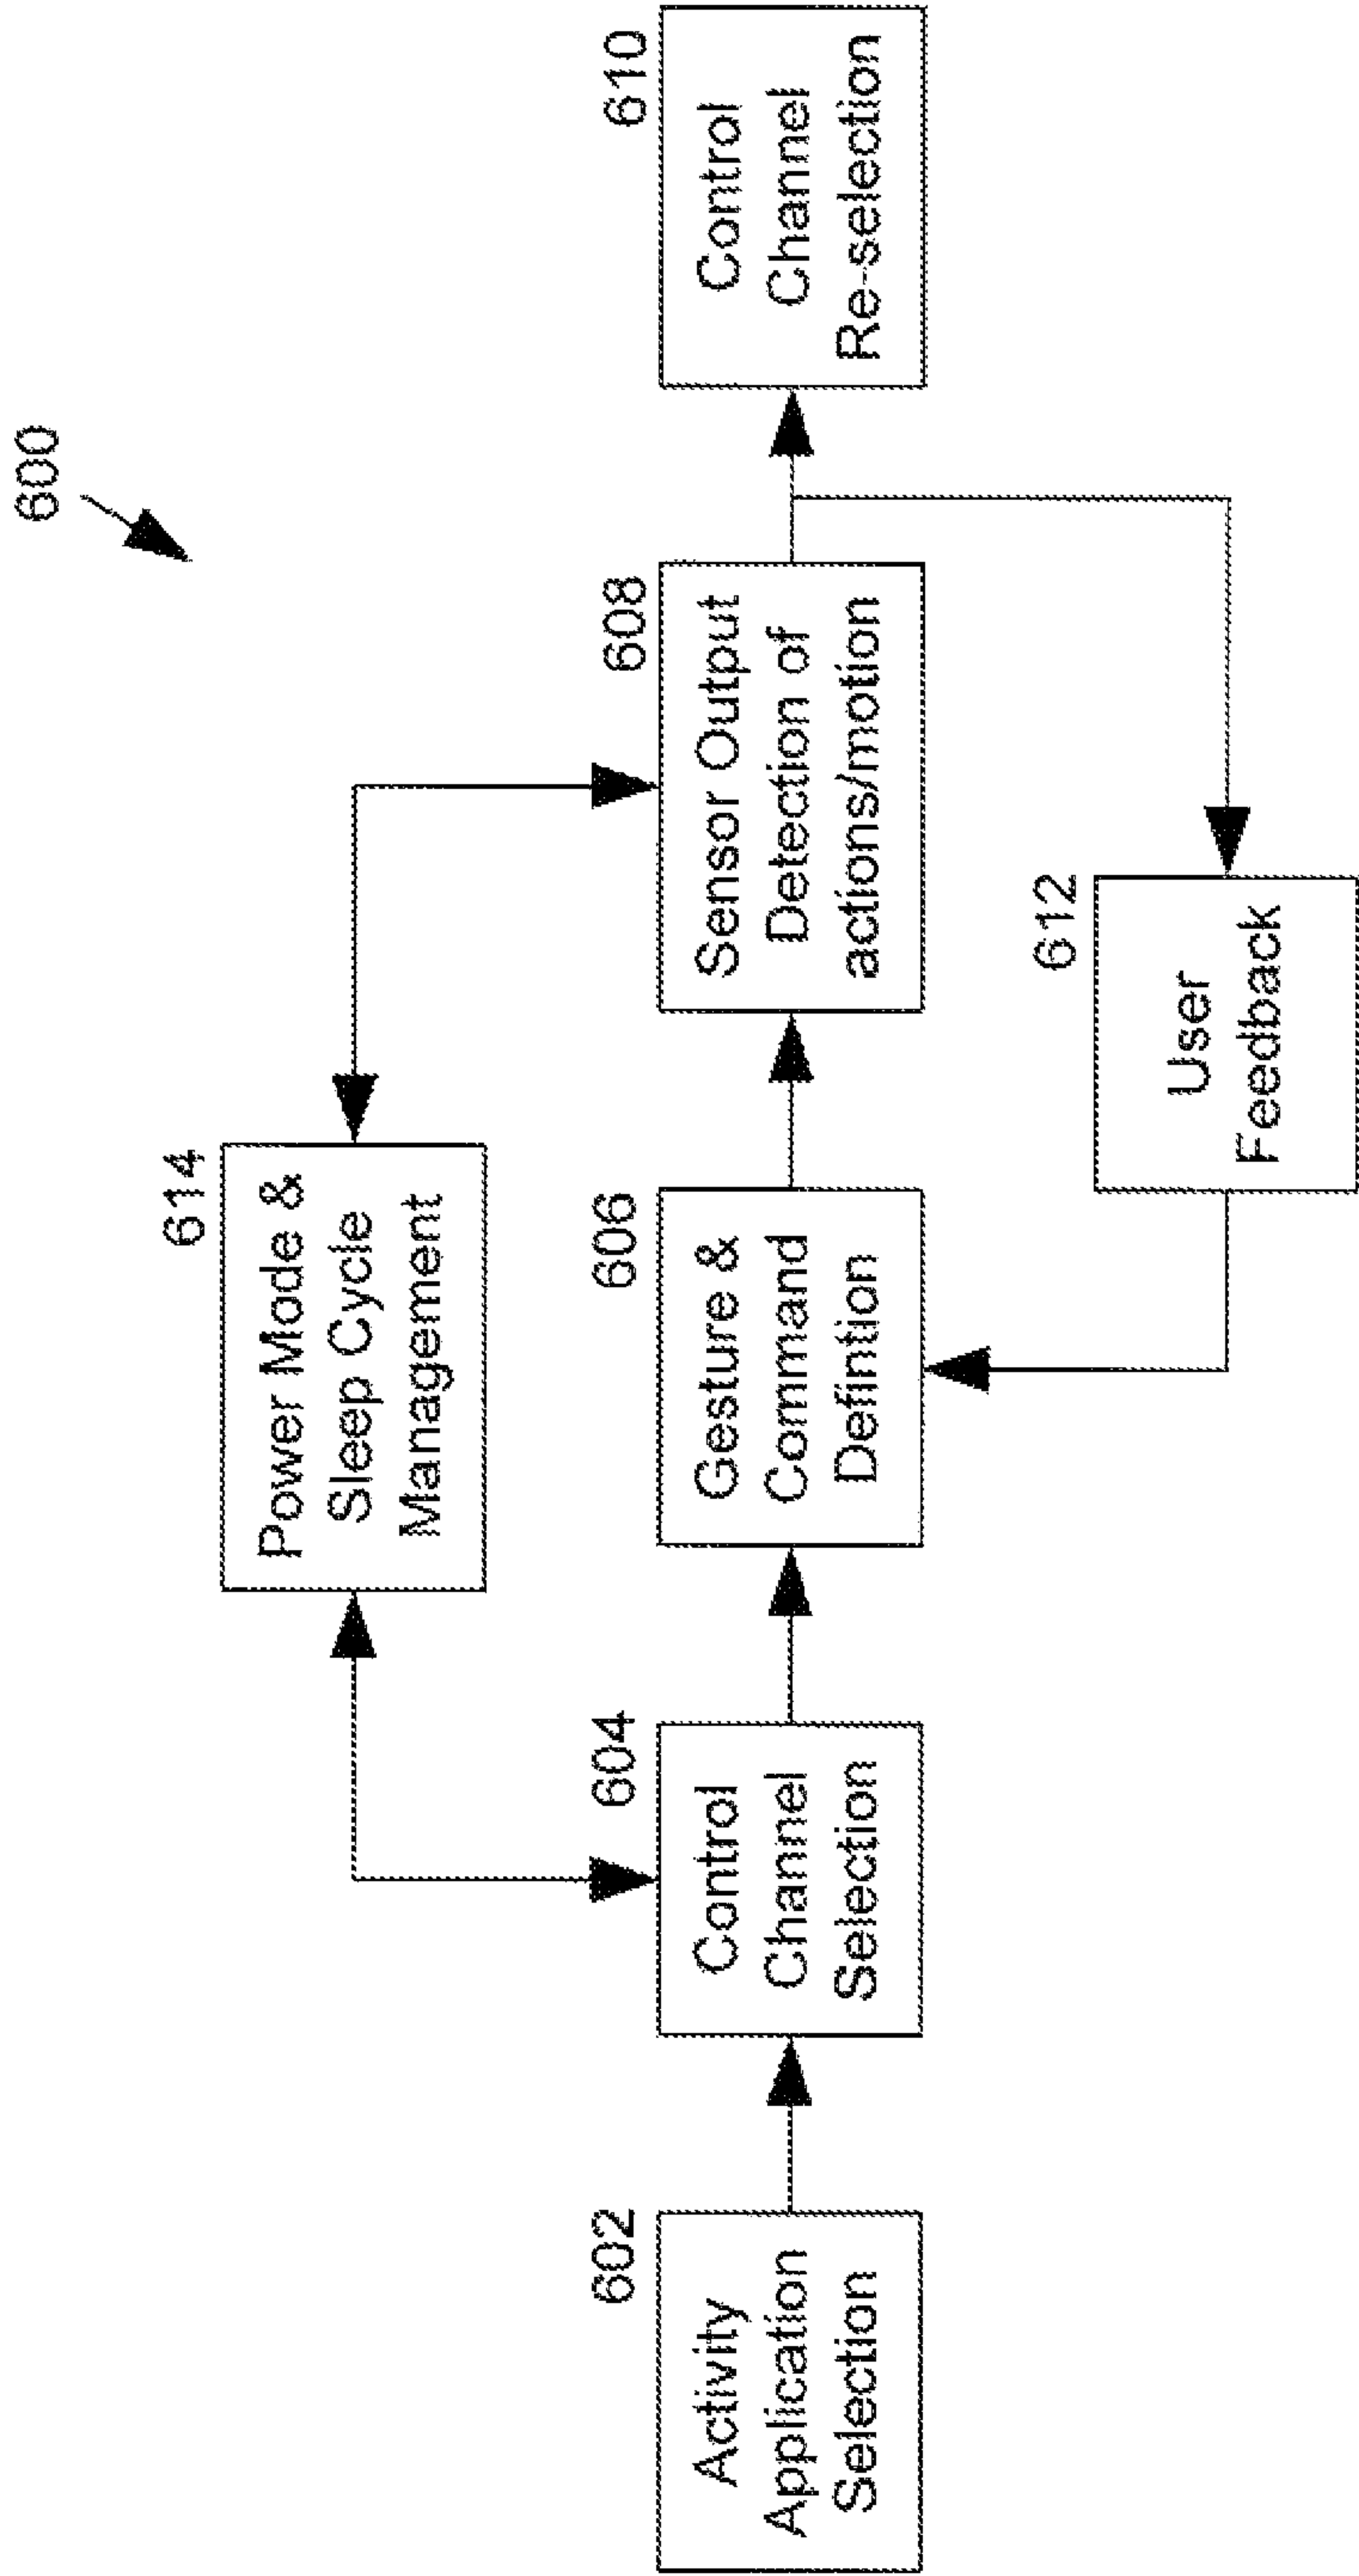 600
614
Power Mode &
Sleep Cycle
Management
602
Activity
Application
Selection
604
Control
Channel
Selection
606
Gesture &
Command
Defintion
608
Sensor Output
Detection of
actions/motion
610
Control
Channel
Re-selection
612
User
Feedback